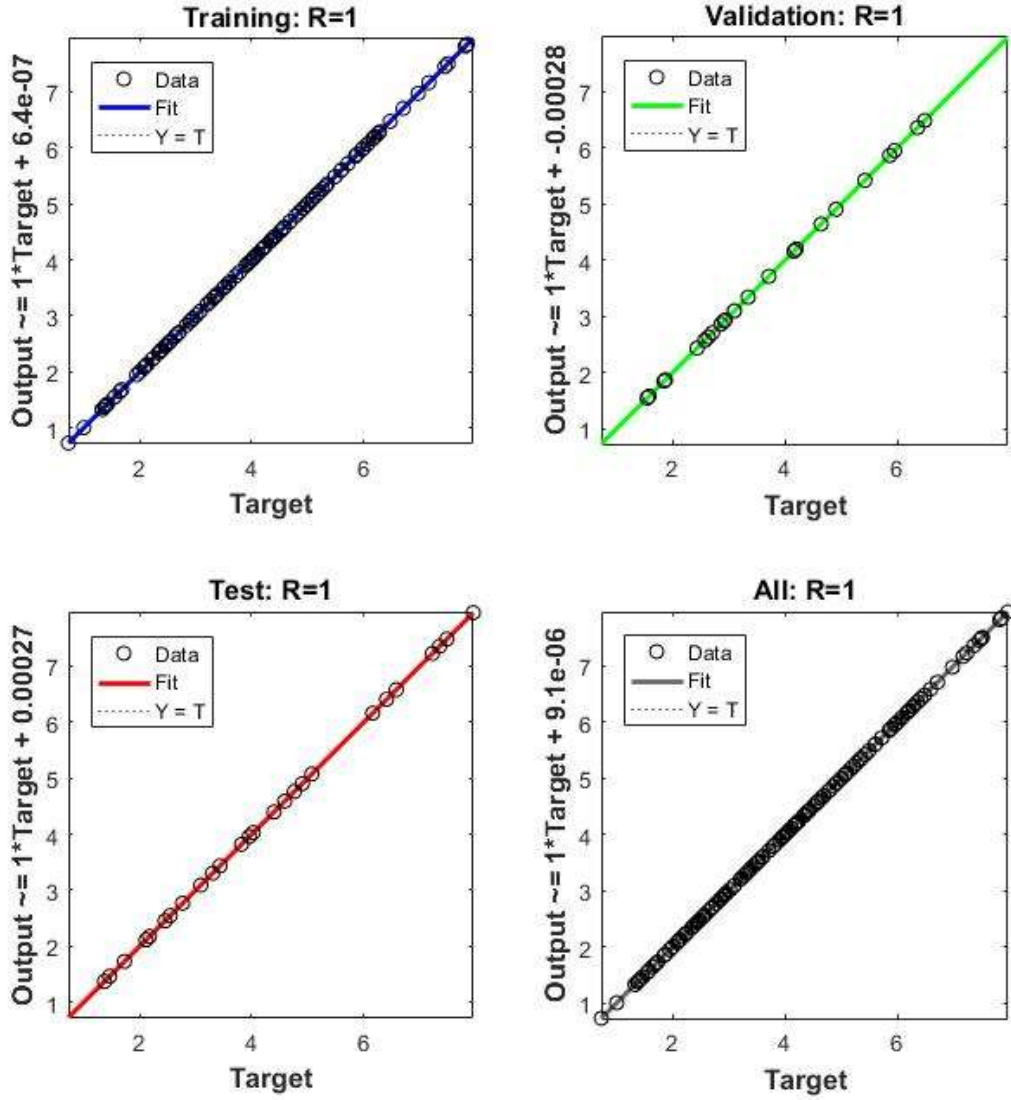 Training: R=1
Output ~= 1*Target + 6.4e-07
7
6
5
4
3
2
1
Data
Fit
Y = T
2
4
6
Target
Validation: R=1
Output ~= 1*Target + -0.00028
7
6
5
4
3
2
1
Data
Fit
Y = T
2
4
6
Target
Test: R=1
Output ~= 1*Target + 0.00027
7
6
5
4
3
2
1
Data
Fit
Y = T
2
4
6
Target
All: R=1
Output ~= 1*Target + 9.1e-06
7
6
5
4
3
2
1
Data
Fit
Y = T
2
4
6
Target